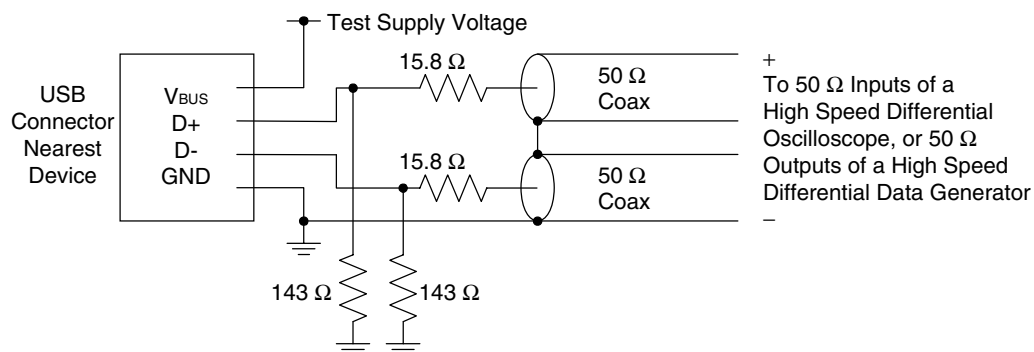 Test Supply Voltage
USB
Connector
Nearest
Device
VBUS
D+
D-
GND
15.8 Ω
50 Ω
Coax
15.8 Ω
50 Ω
Coax
+
To 50 Ω Inputs of a
High Speed Differential
Oscilloscope, or 50 Ω
Outputs of a High Speed
Differential Data Generator
−
143 Ω
143 Ω